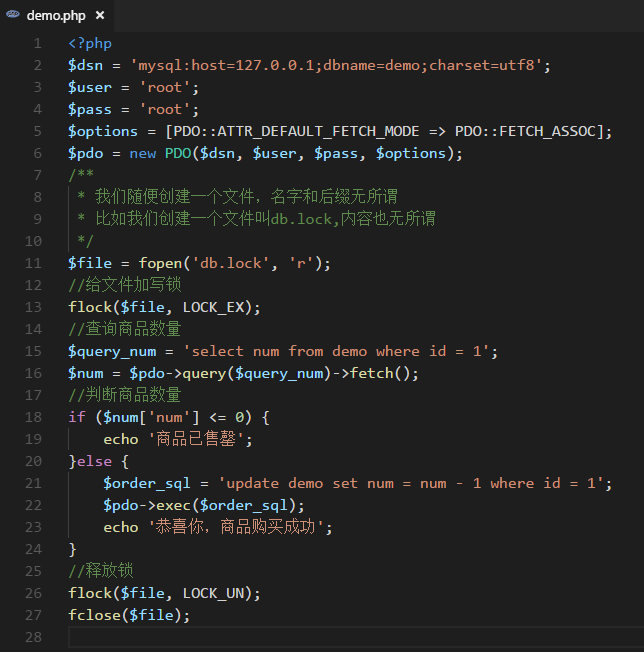 demo.php ×
1 <?php
2 $dsn = 'mysql:host=127.0.0.1;dbname=demo;charset=utf8';
3 $user = 'root';
4 $pass = 'root';
5 $options = [PDO::ATTR_DEFAULT_FETCH_MODE => PDO::FETCH_ASSOC];
6 $pdo = new PDO($dsn, $user, $pass, $options);
7 /**
8  * 我们随便创建一个文件，名字和后缀无所谓
9  * 比如我们创建一个文件叫db.lock,内容也无所谓
10  */
11 $file = fopen('db.lock', 'r');
12 //给文件加写锁
13 flock($file, LOCK_EX);
14 //查询商品数量
15 $query_num = 'select num from demo where id = 1';
16 $num = $pdo->query($query_num)->fetch();
17 //判断商品数量
18 if ($num['num'] <= 0) {
19     echo '商品已售罄';
20 }else {
21     $order_sql = 'update demo set num = num - 1 where id = 1';
22     $pdo->exec($order_sql);
23     echo '恭喜你，商品购买成功';
24 }
25 //释放锁
26 flock($file, LOCK_UN);
27 fclose($file);
28